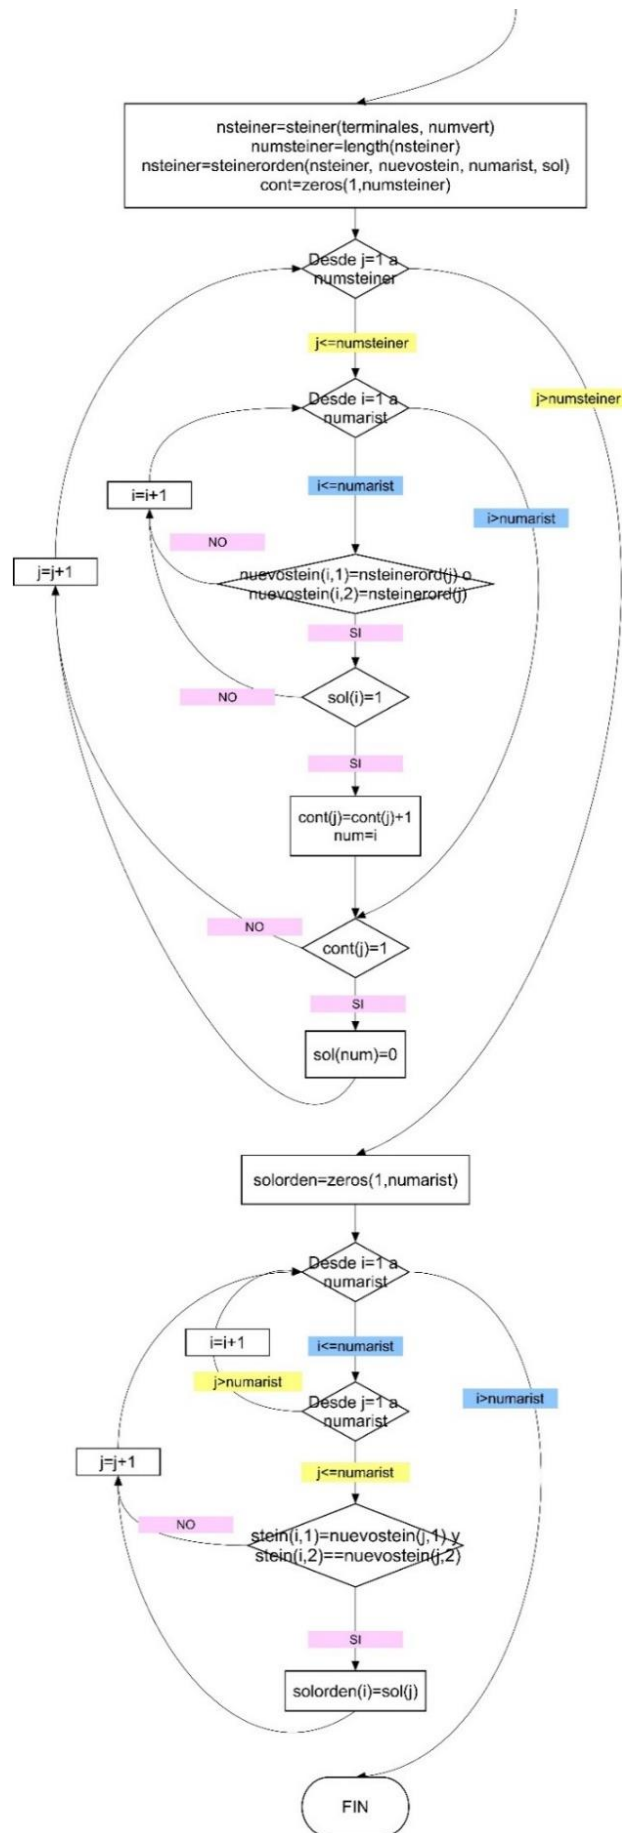 nsteiner=steiner(terminales, numvert)
numsteiner=length(nsteiner)
nsteiner=steinerorden(nsteiner, nuevostein, numarist, sol)
cont=zeros(1,numsteiner)
Desde j=1 a
numsteiner
j<=numsteiner
Desde i=1 a
numarist
j>numsteiner
i=i+1
i<=numarist
i>numarist
NO
j=j+1
nuevostein(i,1)=nsteinerord(j) o
nuevostein(i,2)=nsteinerord(j)
SI
NO
sol(i)=1
SI
cont(j)=cont(j)+1
num=i
NO
cont(j)=1
SI
sol(num)=0
solorden=zeros(1,numarist)
Desde i=1 a
numarist
i=i+1
i<=numarist
j>numarist
Desde j=1 a
numarist
i>numarist
j=j+1
j<=numarist
NO
stein(i,1)=nuevostein(j,1) y
stein(i,2)==nuevostein(j,2)
SI
solorden(i)=sol(j)
FIN